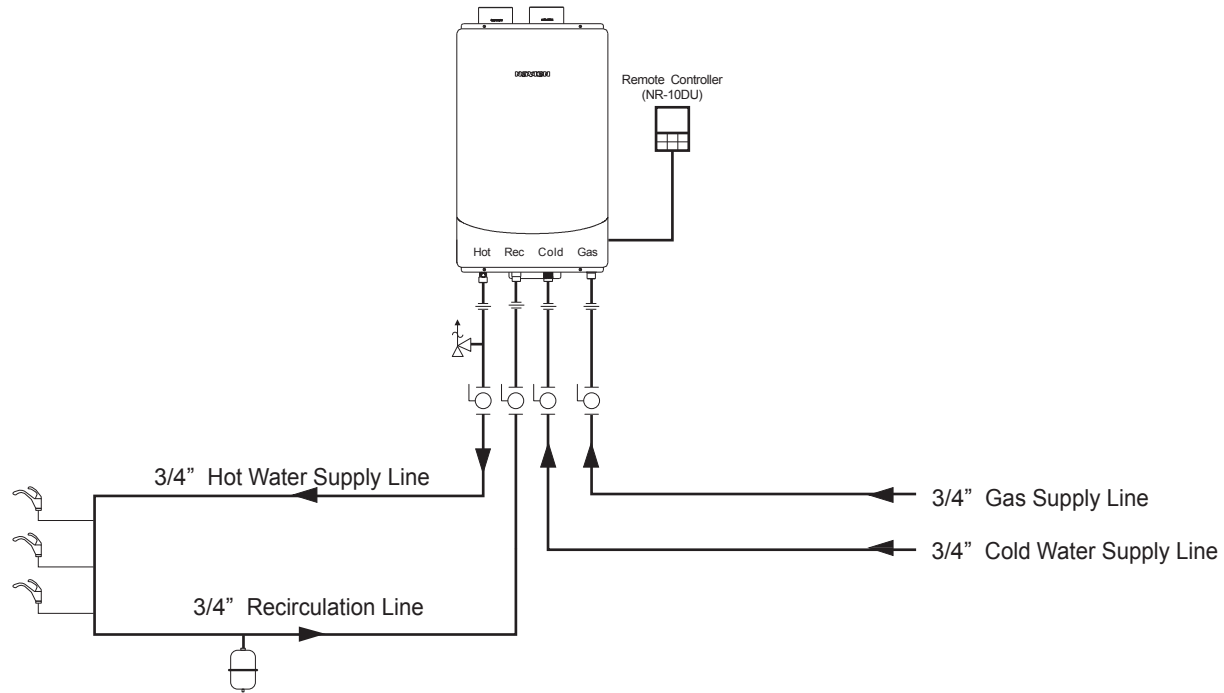 NAVIEN
Remote Controller
(NR-10DU)
Hot Rec Cold Gas
3/4” Hot Water Supply Line
3/4” Gas Supply Line
3/4” Cold Water Supply Line
3/4” Recirculation Line